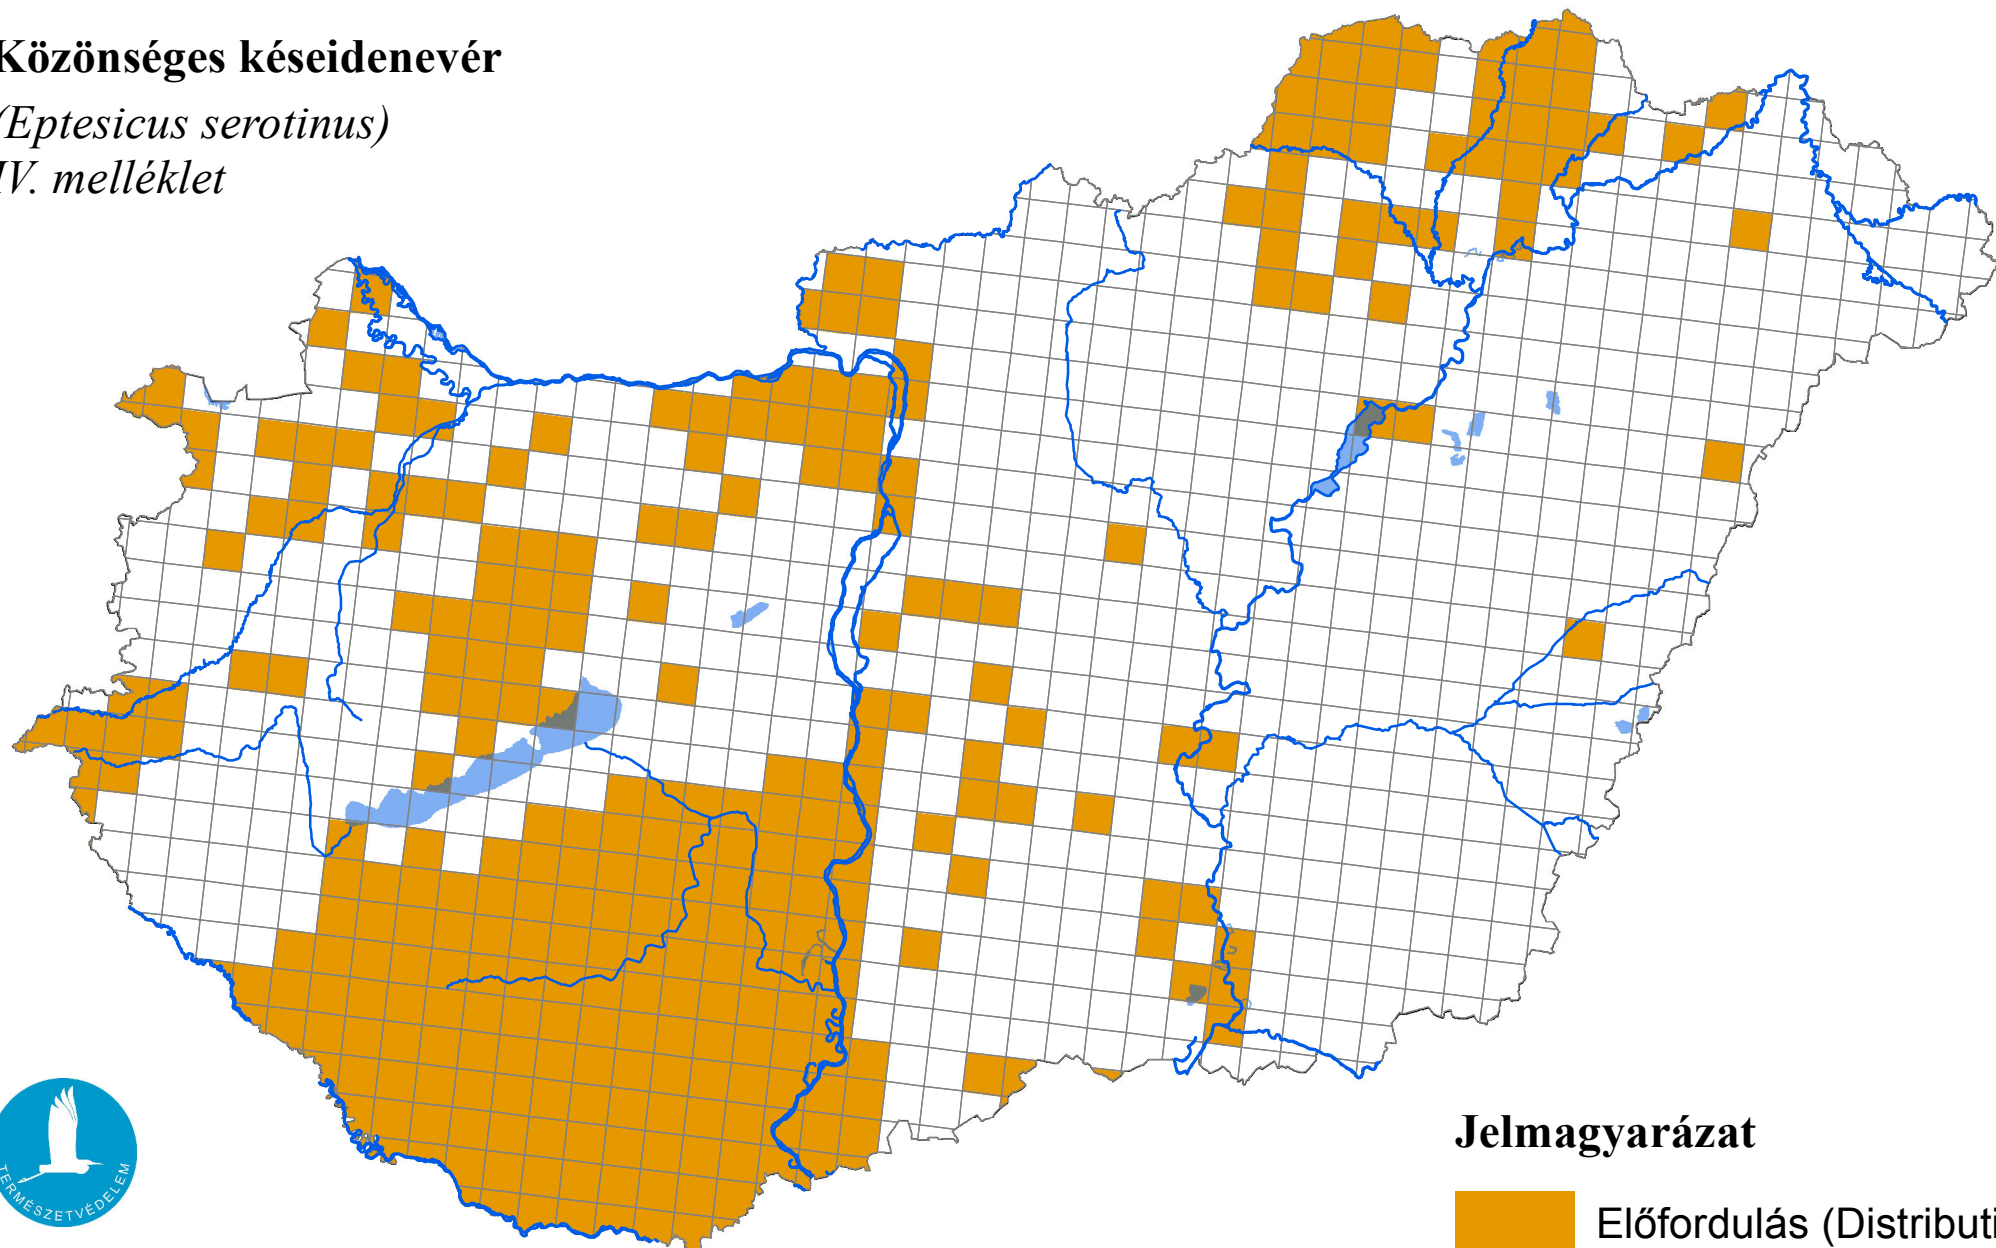 Közönséges késeidenevér
(Eptesicus serotinus)
IV. melléklet
TERMÉSZETVÉDELEM
Jelmagyarázat
Előfordulás (Distributi